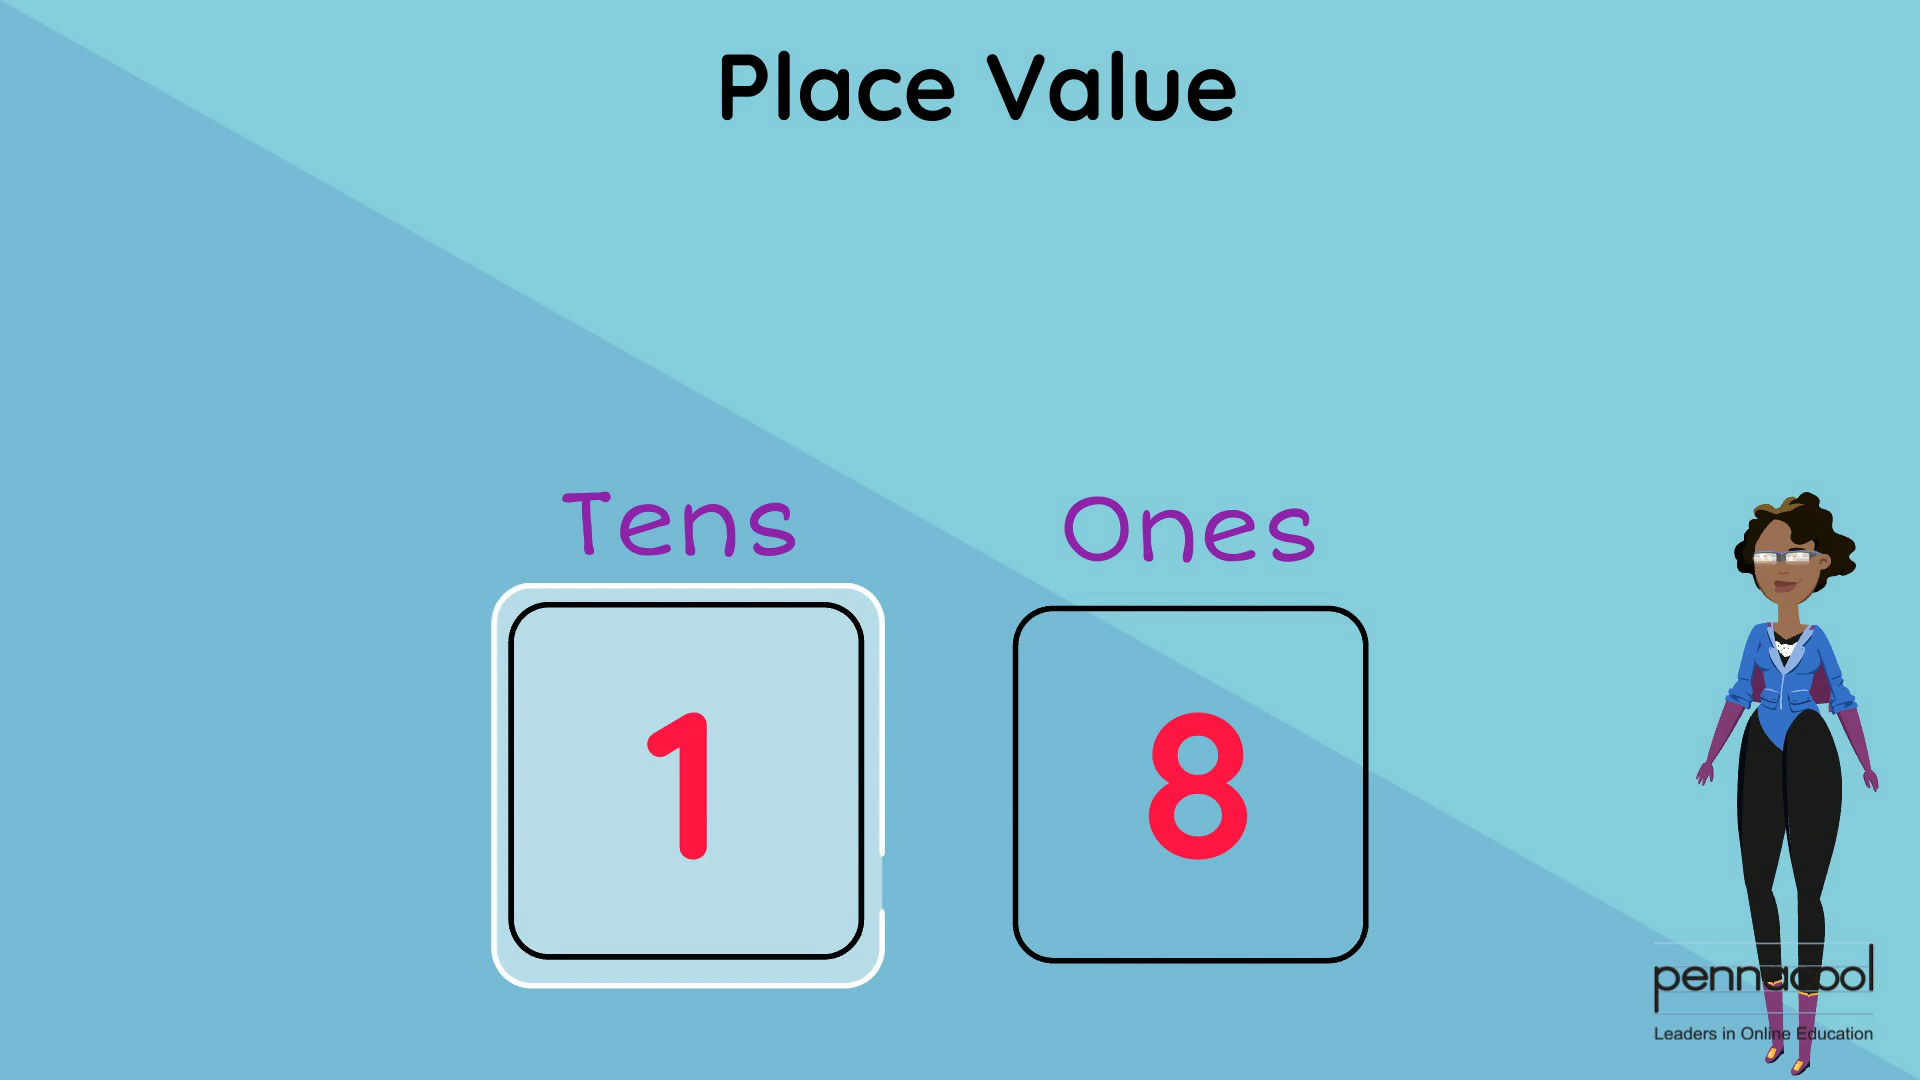 Place Value
Tens Ones
1 8
pennacool
Leaders in Online Education